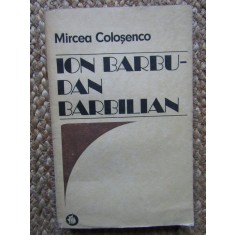 Mircea Coloșenco
ION BARBU-
DAN
BARBILIAN